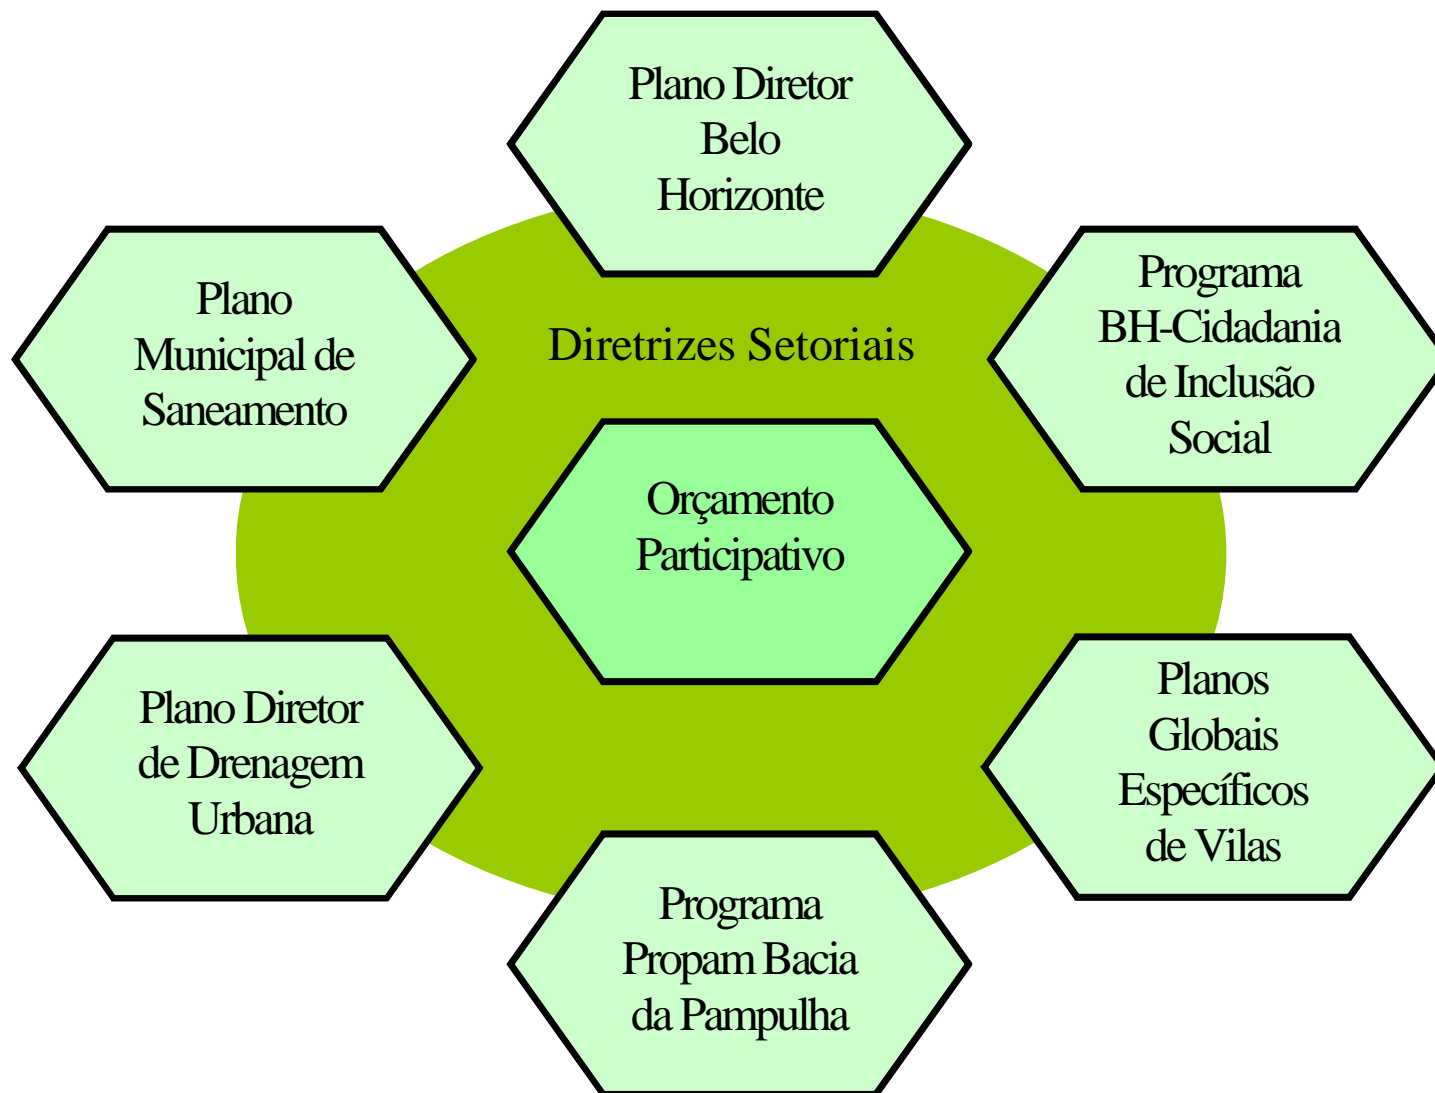 Plano Diretor
Belo
Horizonte
Plano
Municipal de
Saneamento
Diretrizes Setoriais
Programa
BH-Cidadania
de Inclusão
Social
Orçamento
Participativo
Plano Diretor
de Drenagem
Urbana
Planos
Globais
Específicos
de Vilas
Programa
Propam Bacia
da Pampulha